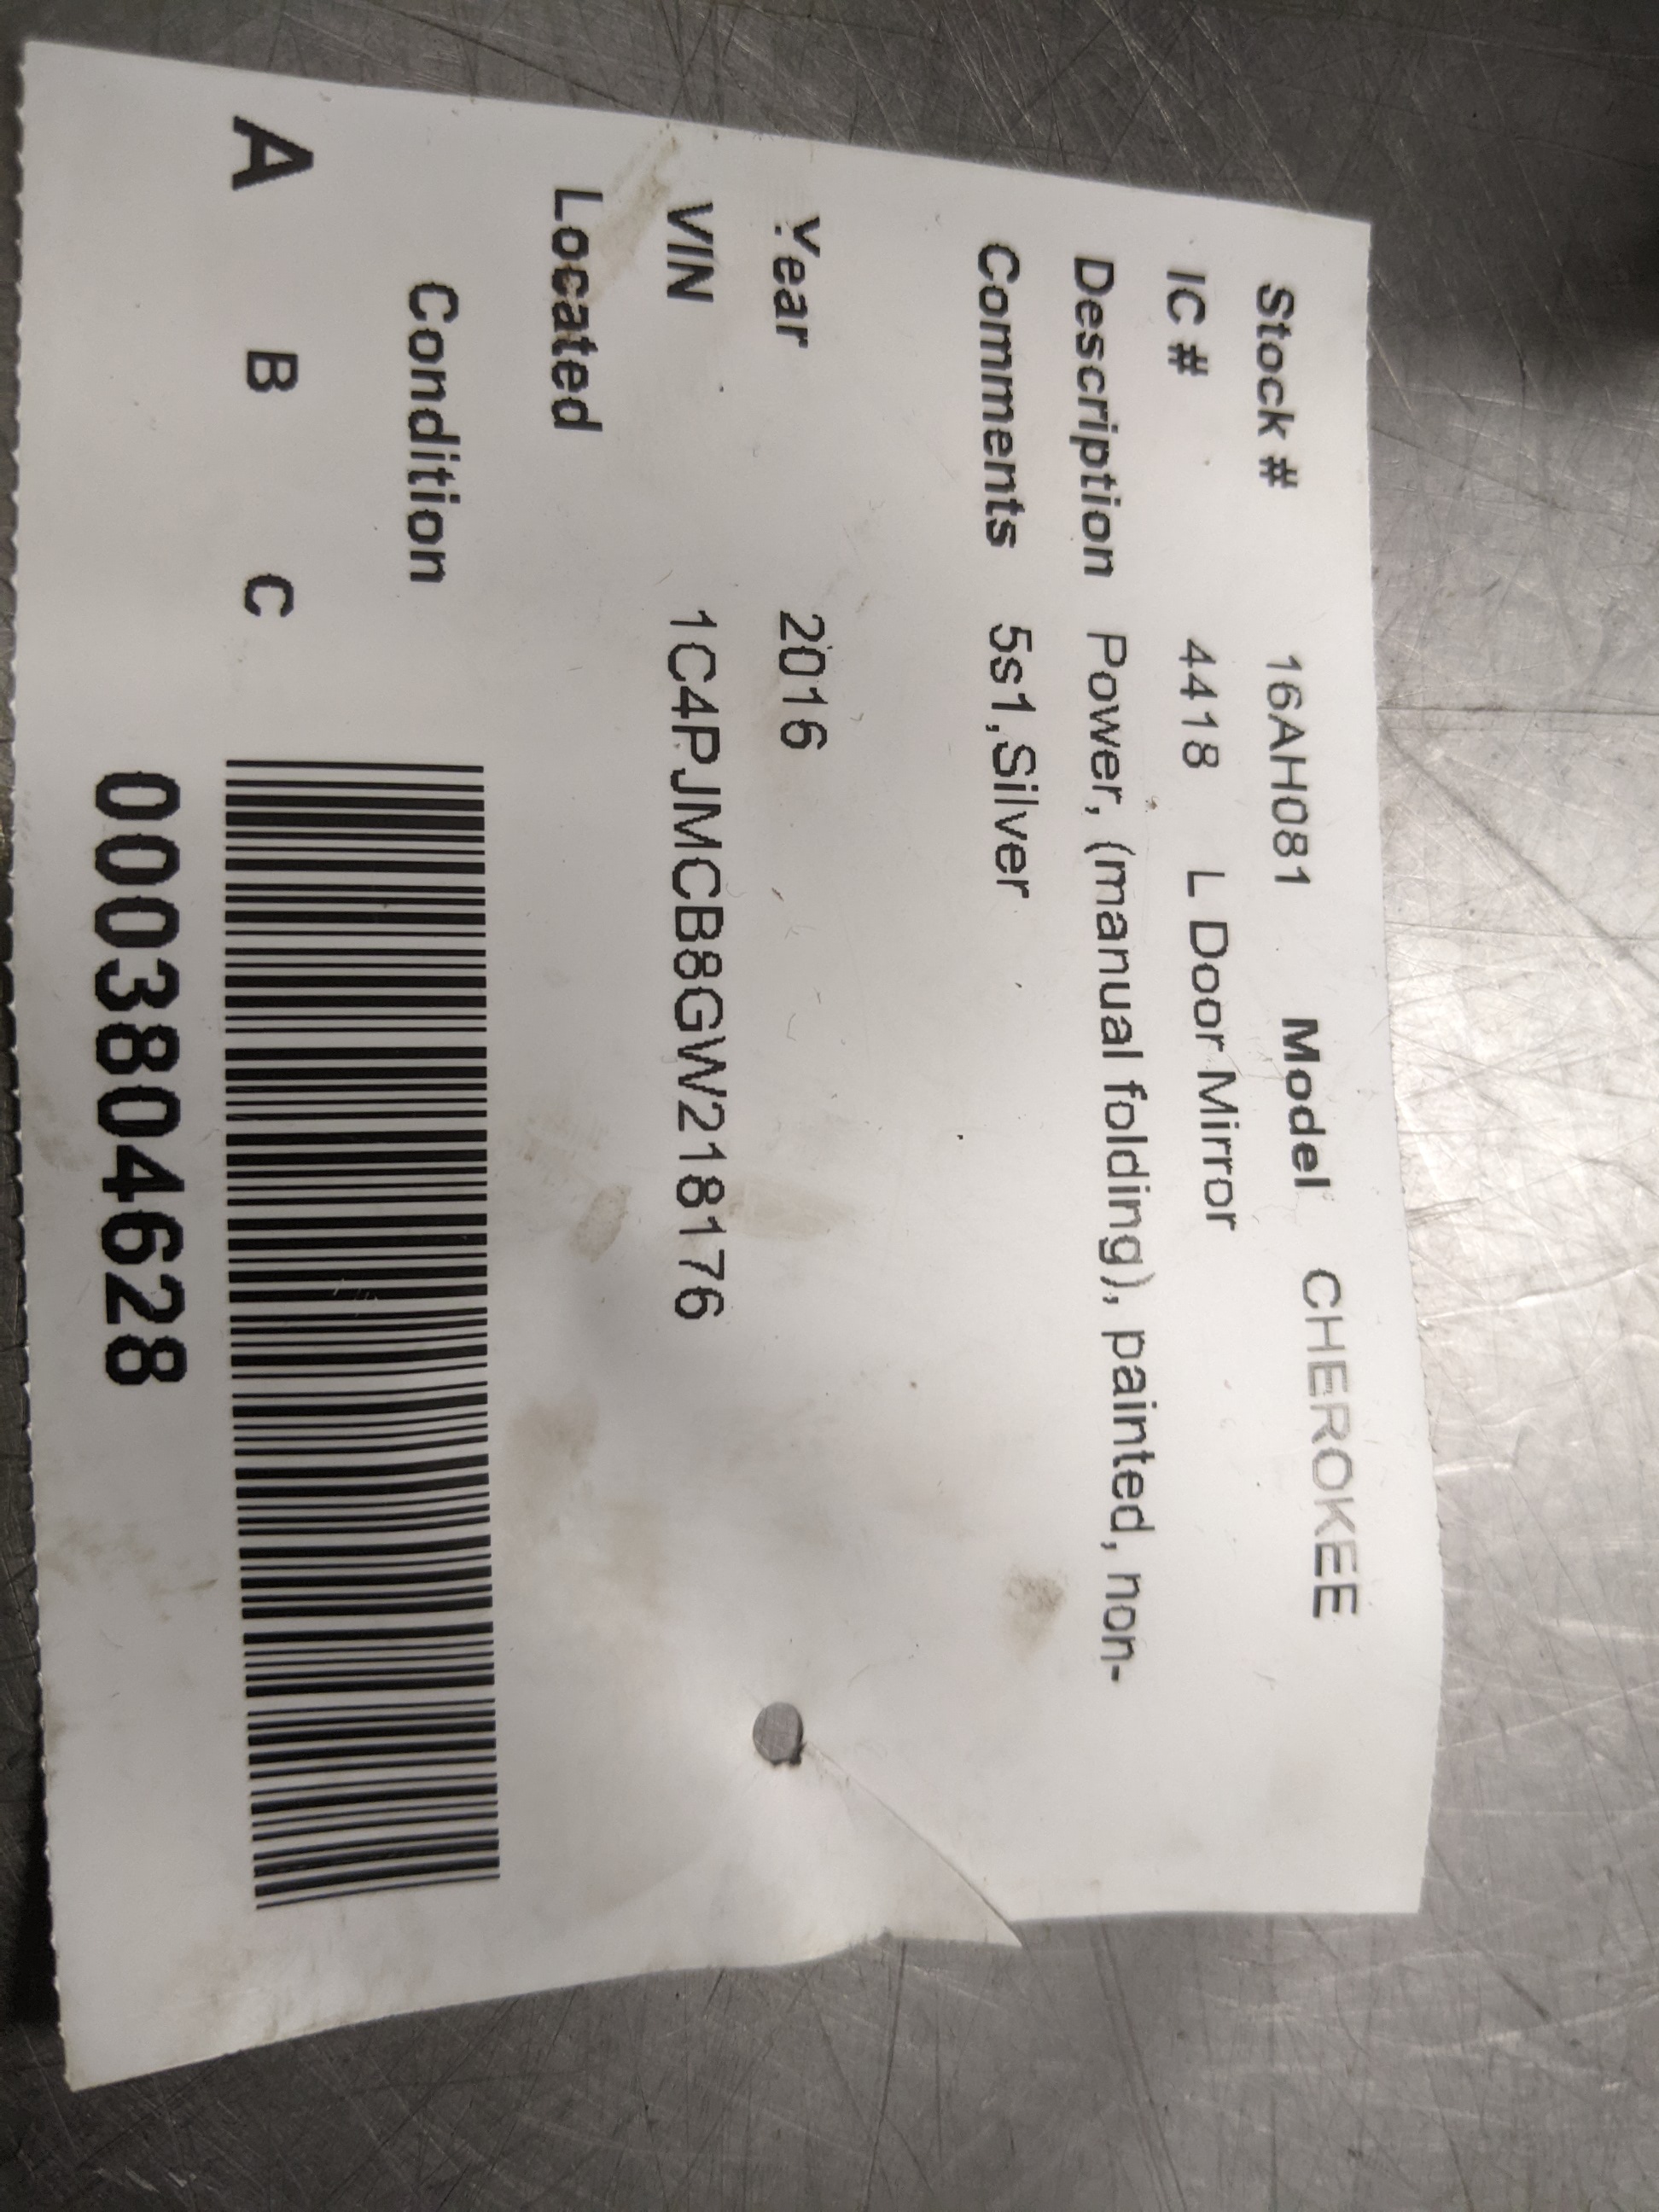 Stock # 16AH081 Model CHEROKEE
IC # 4418 L Door Mirror
Description Power, (manual folding), painted, non-
Comments 5s1,Silver
Year 2016
VIN 1C4PJMCB8GW218176
Located
Condition
A B C
0003804628